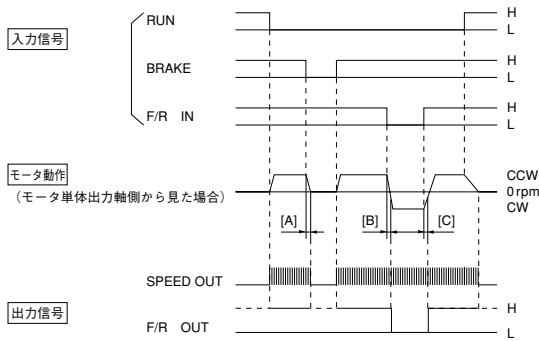 RUN
H
L
入力信号
BRAKE
H
L
F/R IN
H
L
モータ動作
（モータ単体出力軸側から見た場合）
CCW
0 rpm
CW
[A]
[B]
[C]
SPEED OUT
出力信号
H
F/R OUT
L